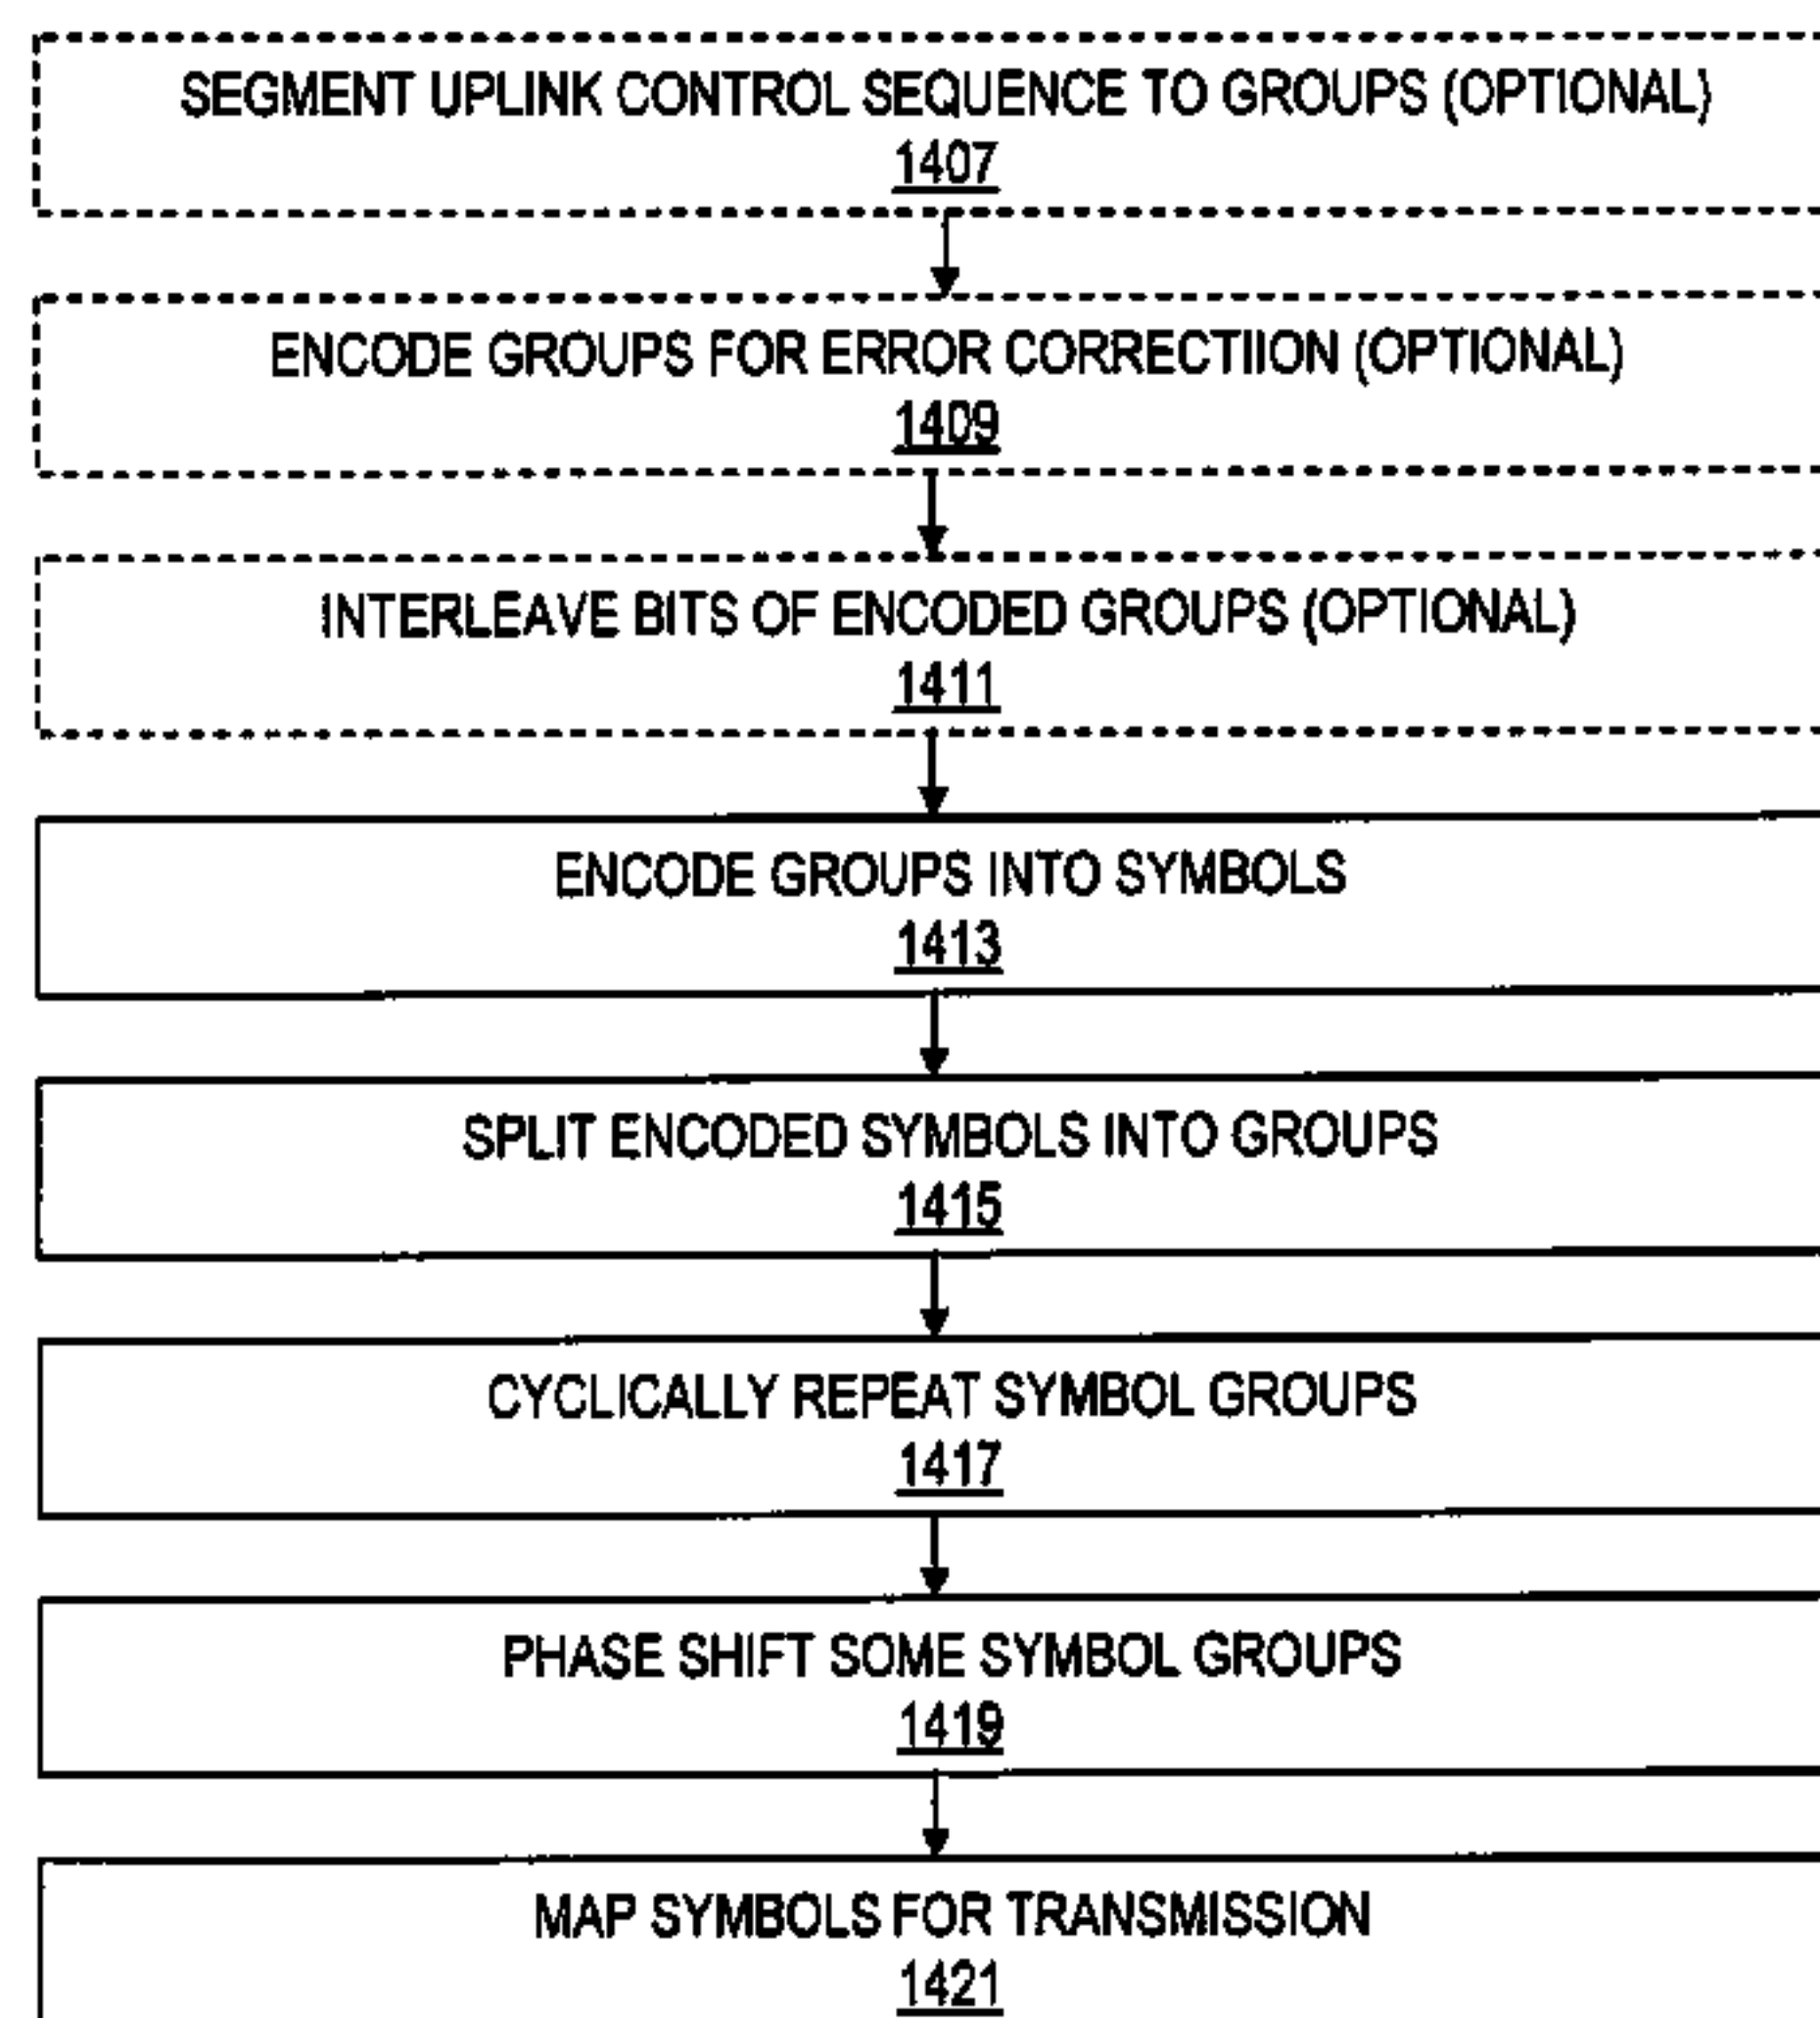 SEGMENT UPLINK CONTROL SEQUENCE TO GROUPS (OPTIONAL)
1407
ENCODE GROUPS FOR ERROR CORRECTIION (OPTIONAL)
1409
INTERLEAVE BITS OF ENCODED GROUPS (OPTIONAL)
1411
ENCODE GROUPS INTO SYMBOLS
1413
SPLIT ENCODED SYMBOLS INTO GROUPS
1415
CYCLICALLY REPEAT SYMBOL GROUPS
1417
PHASE SHIFT SOME SYMBOL GROUPS
1419
MAP SYMBOLS FOR TRANSMISSION
1421